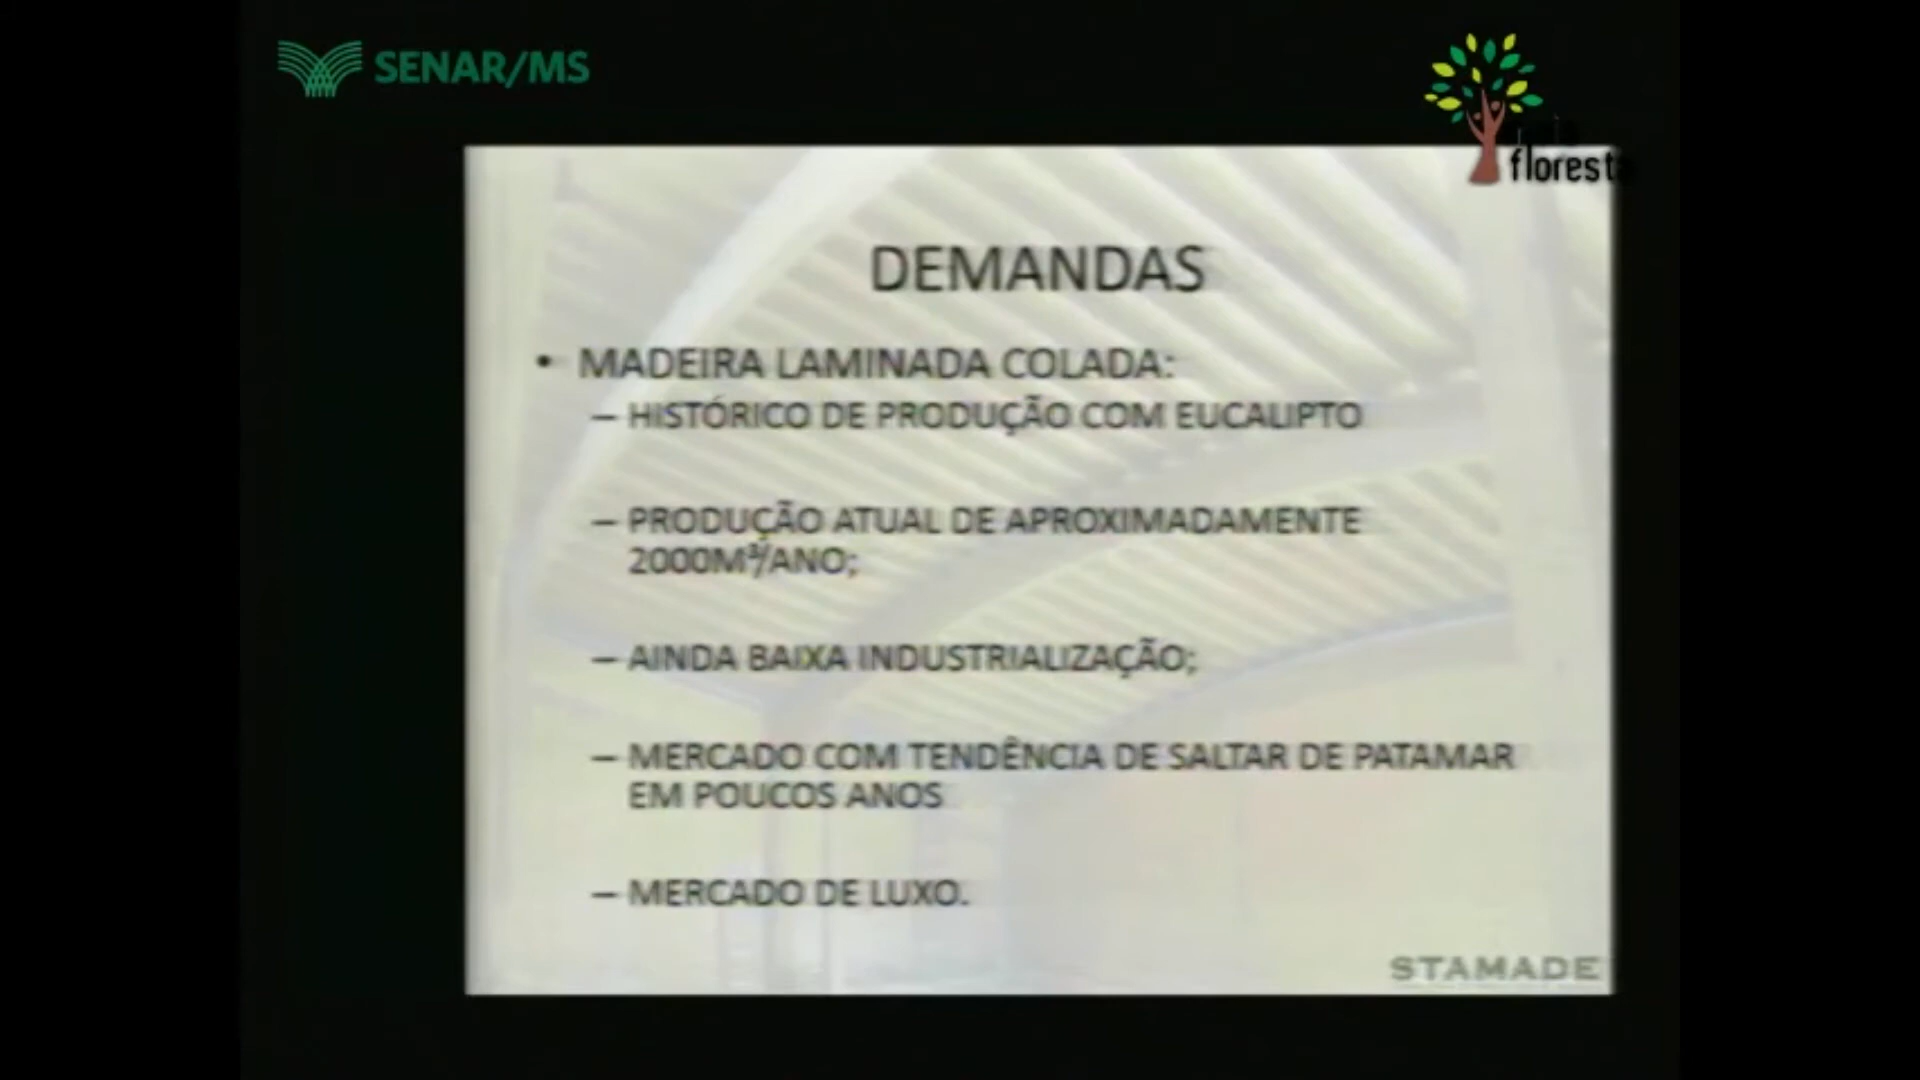 SENAR/MS
floresta
DEMANDAS
• MADEIRA LAMINADA COLADA:
– HISTÓRICO DE PRODUÇÃO COM EUCALIPTO
– PRODUÇÃO ATUAL DE APROXIMADAMENTE
2000M³/ANO;
– AINDA BAIXA INDUSTRIALIZAÇÃO;
– MERCADO COM TENDÊNCIA DE SALTAR DE PATAMAR
EM POUCOS ANOS
– MERCADO DE LUXO.
STAMADE